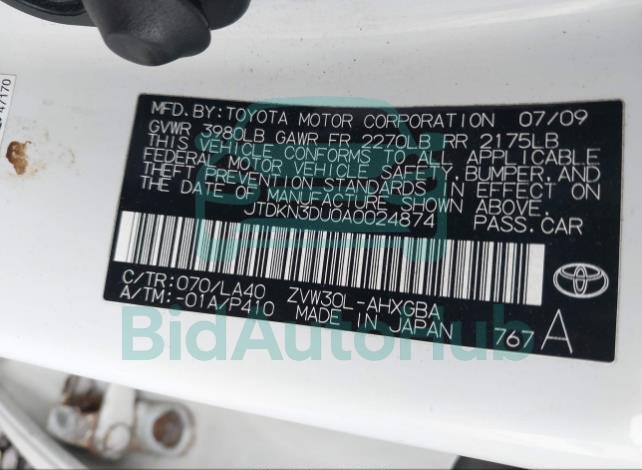 47170
MFD. BY: TOYOTA MOTOR CORPORATION 07/09
GVWR 3980LB GAWR FR 2270LB RR 2175LB
THIS VEHICLE CONFORMS TO ALL APPLICABLE
FEDERAL MOTOR VEHICLE SAFETY, BUMPER, AND
THEFT PREVENTION STANDARDS IN EFFECT ON
THE DATE OF MANUFACTURE SHOWN ABOVE.
JTDKN3DU0A0024874 PASS.CAR
C/TR: 070/LA40 ZVW30L-AHXGBA
A/TM: -01A/P410 MADE IN JAPAN 767 A
BidAutoHub